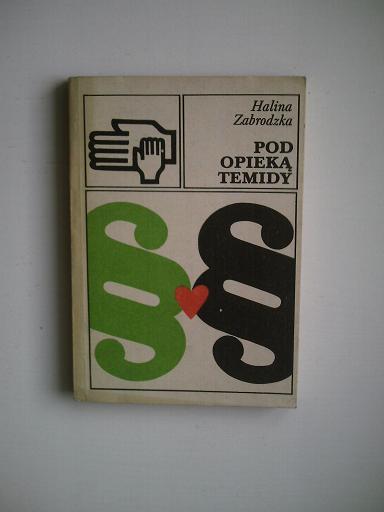 Halina
Zabrodzka
POD
OPIEKĄ
TEMIDY
§ §